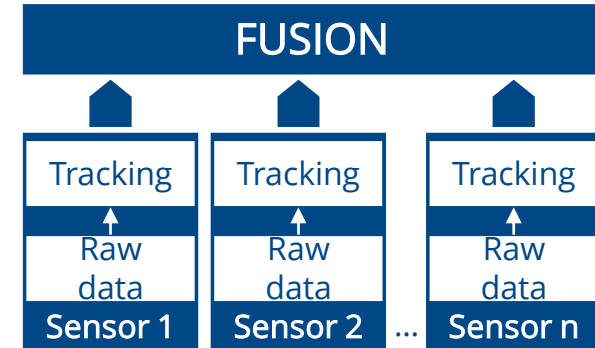 FUSION
Tracking
Tracking
Tracking
Raw
data
Raw
data
Raw
data
Sensor 1
Sensor 2
...
Sensor n